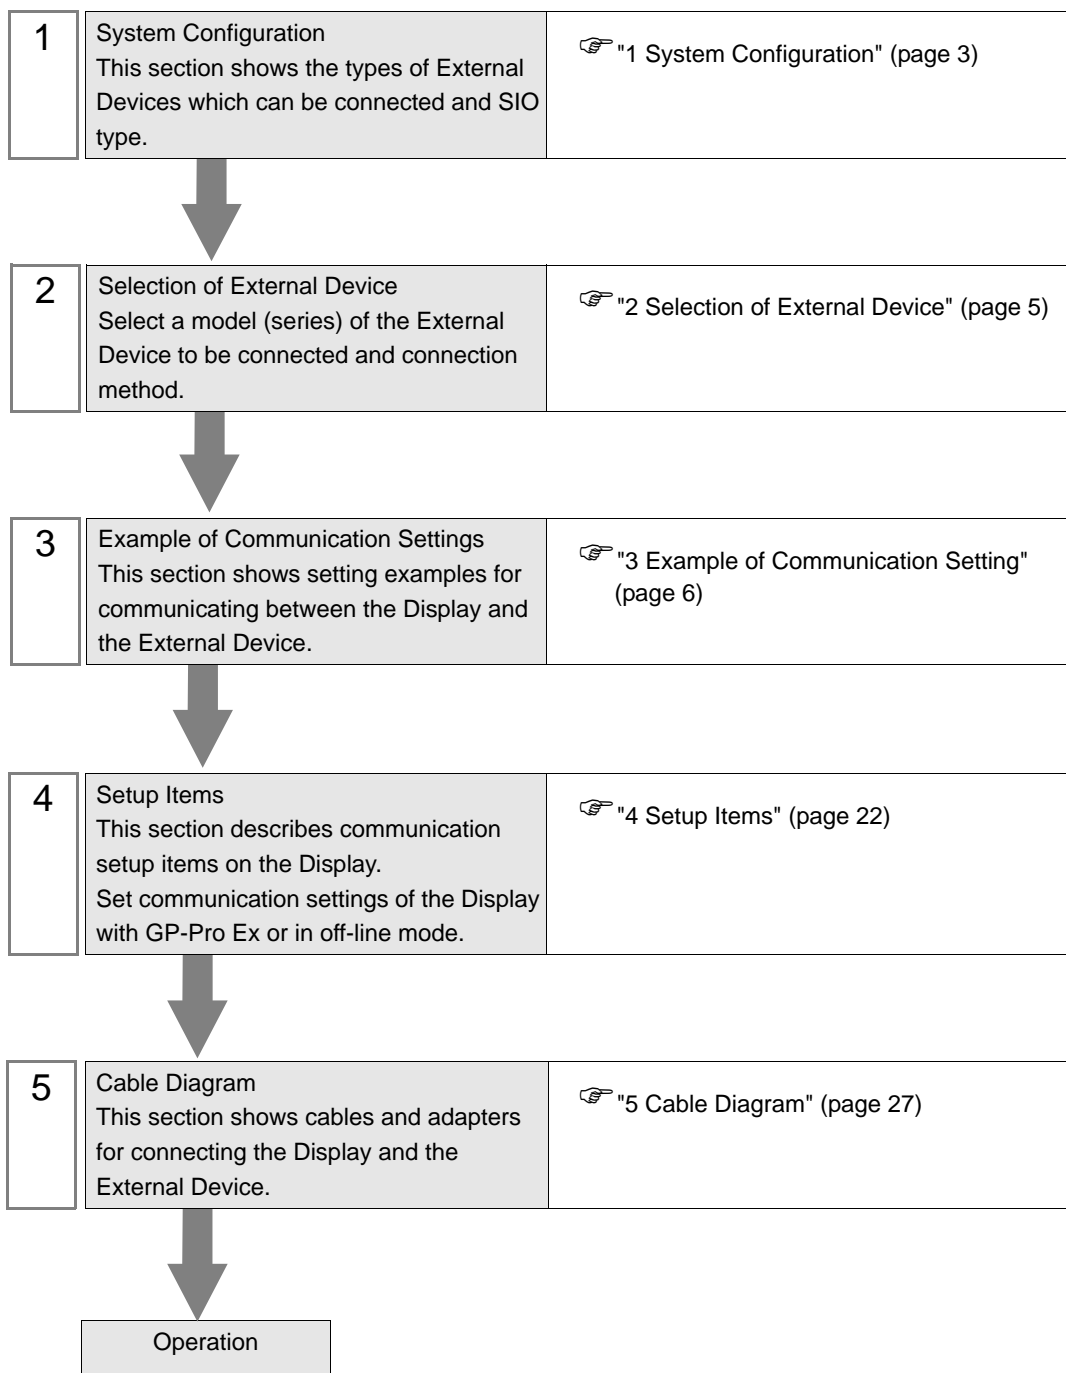 1
System Configuration
This section shows the types of External
Devices which can be connected and SIO
type.
"1 System Configuration" (page 3)
2
Selection of External Device
Select a model (series) of the External
Device to be connected and connection
method.
"2 Selection of External Device" (page 5)
3
Example of Communication Settings
This section shows setting examples for
communicating between the Display and
the External Device.
"3 Example of Communication Setting"
(page 6)
4
Setup Items
This section describes communication
setup items on the Display.
Set communication settings of the Display
with GP-Pro Ex or in off-line mode.
"4 Setup Items" (page 22)
5
Cable Diagram
This section shows cables and adapters
for connecting the Display and the
External Device.
"5 Cable Diagram" (page 27)
Operation